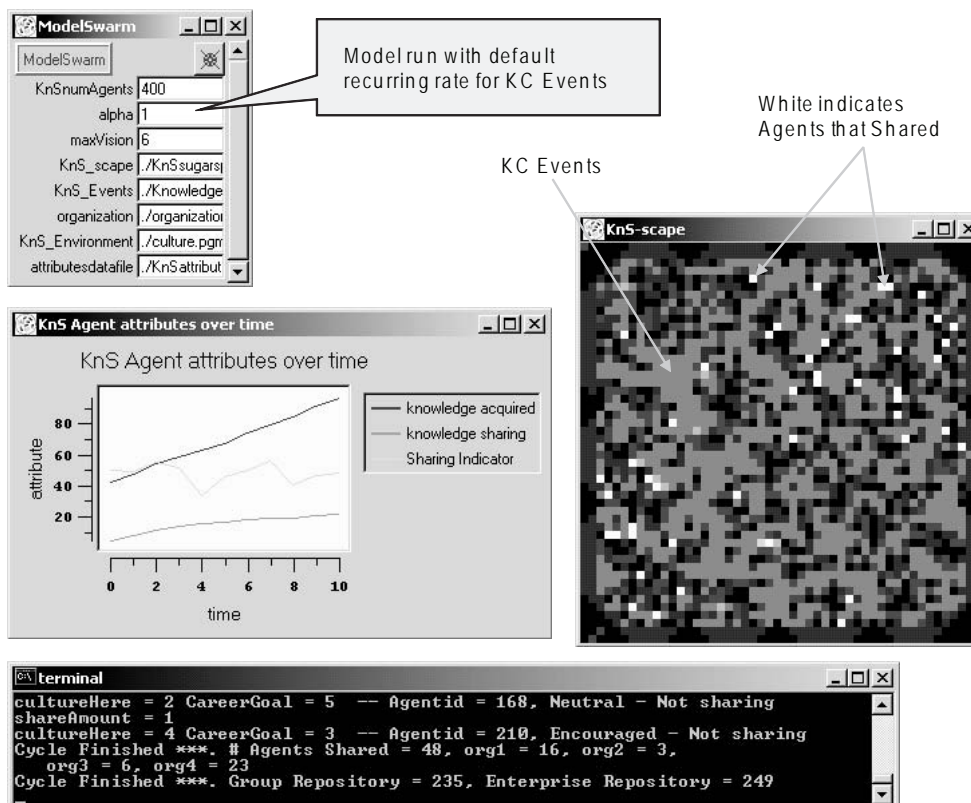 ModelSwarm
ModelSwarm
KnSnumAgents 400
alpha 1
maxVision 6
KnS_scape ./KnSsugars
KnS_Events ./Knowledge
organization ./organization
KnS_Environment ./culture.pgm
attributesdatafile ./KnSattribut
Model run with default
recurring rate for KC Events
White indicates
Agents that Shared
KC Events
KnS-scape
KnS Agent attributes over time
KnS Agent attributes over time
knowledge acquired
knowledge sharing
Sharing Indicator
attribute
80
60
40
20
0 2 4 6 8 10
time
terminal
cultureHere = 2 CareerGoal = 5 -- Agentid = 168, Neutral - Not sharing
shareAmount = 1
cultureHere = 4 CareerGoal = 3 -- Agentid = 210, Encouraged - Not sharing
Cycle Finished ***. # Agents Shared = 48, org1 = 16, org2 = 3,
org3 = 6, org4 = 23
Cycle Finished ***. Group Repository = 235, Enterprise Repository = 249